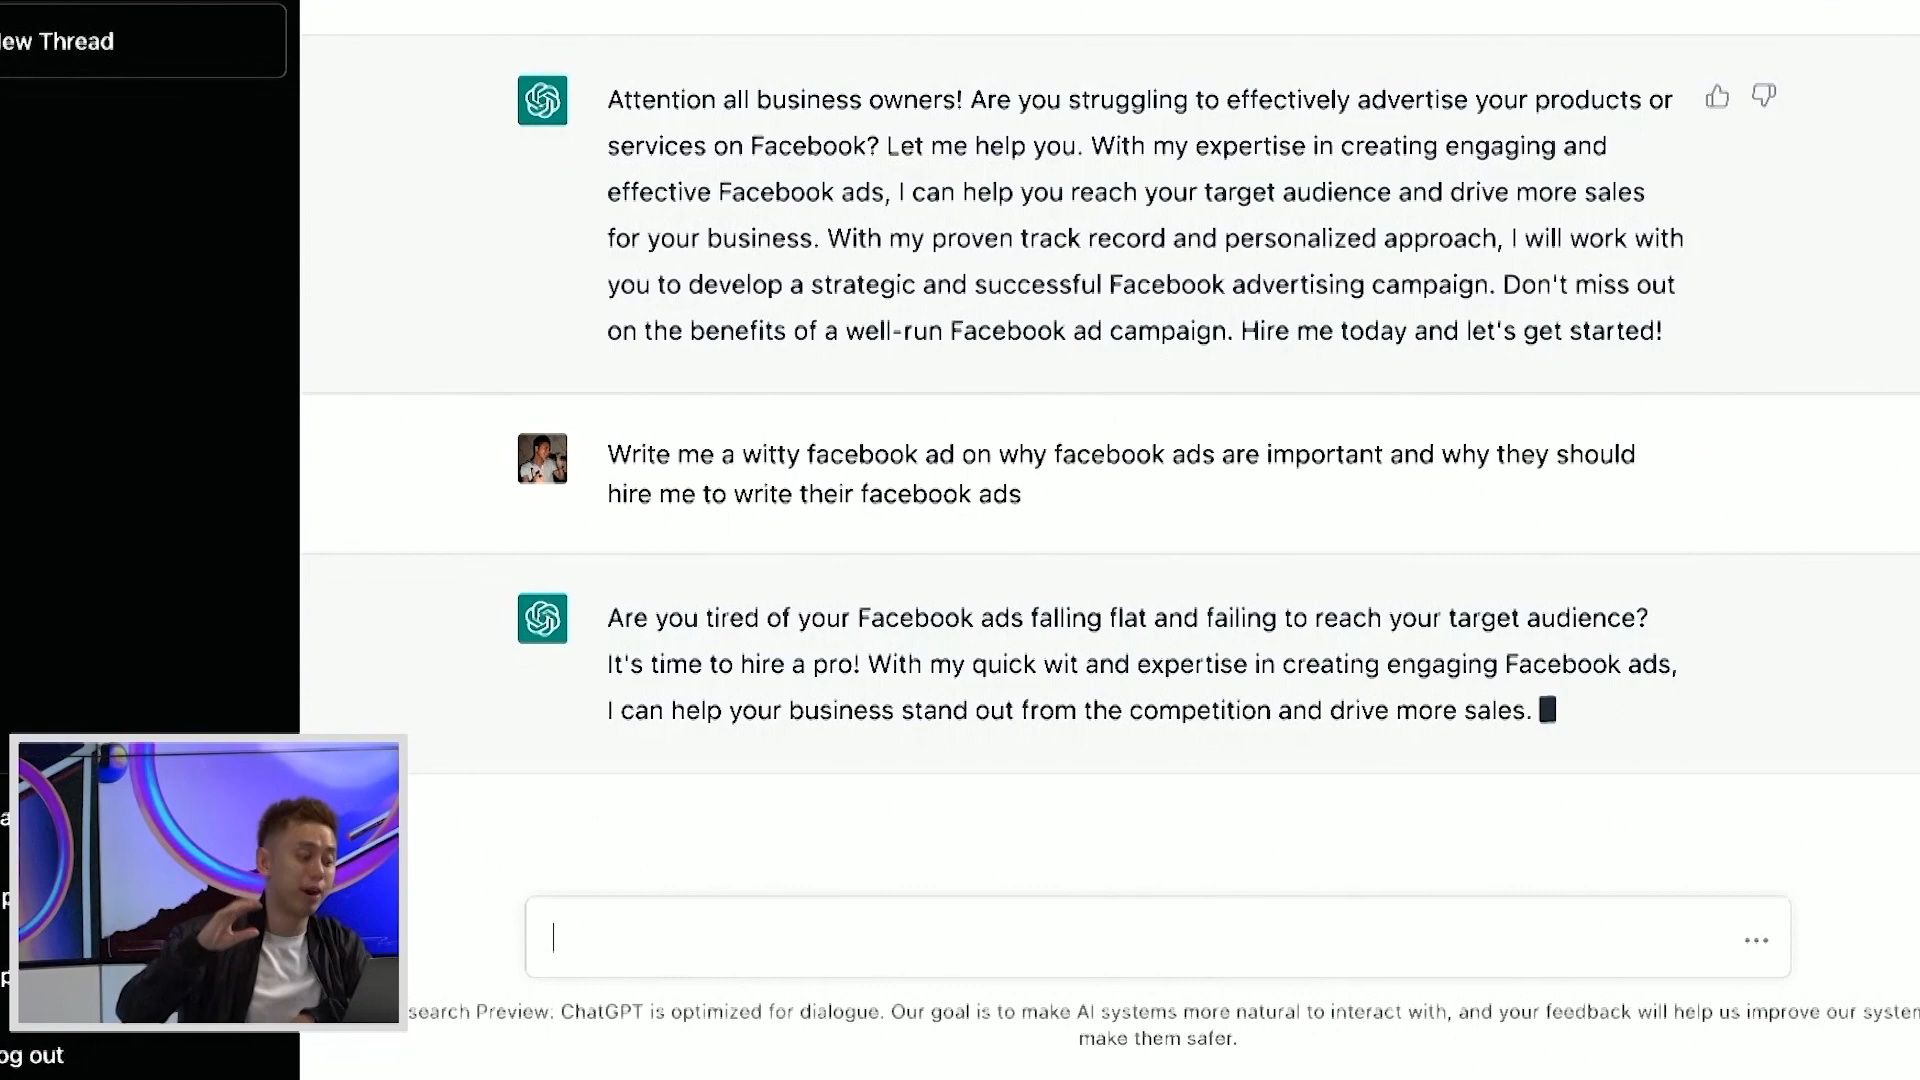 New Thread
Attention all business owners! Are you struggling to effectively advertise your products or
services on Facebook? Let me help you. With my expertise in creating engaging and
effective Facebook ads, I can help you reach your target audience and drive more sales
for your business. With my proven track record and personalized approach, I will work with
you to develop a strategic and successful Facebook advertising campaign. Don't miss out
on the benefits of a well-run Facebook ad campaign. Hire me today and let's get started!
Write me a witty facebook ad on why facebook ads are important and why they should
hire me to write their facebook ads
Are you tired of your Facebook ads falling flat and failing to reach your target audience?
It's time to hire a pro! With my quick wit and expertise in creating engaging Facebook ads,
I can help your business stand out from the competition and drive more sales.
search Preview: ChatGPT is optimized for dialogue. Our goal is to make AI systems more natural to interact with, and your feedback will help us improve our system
make them safer.
og out